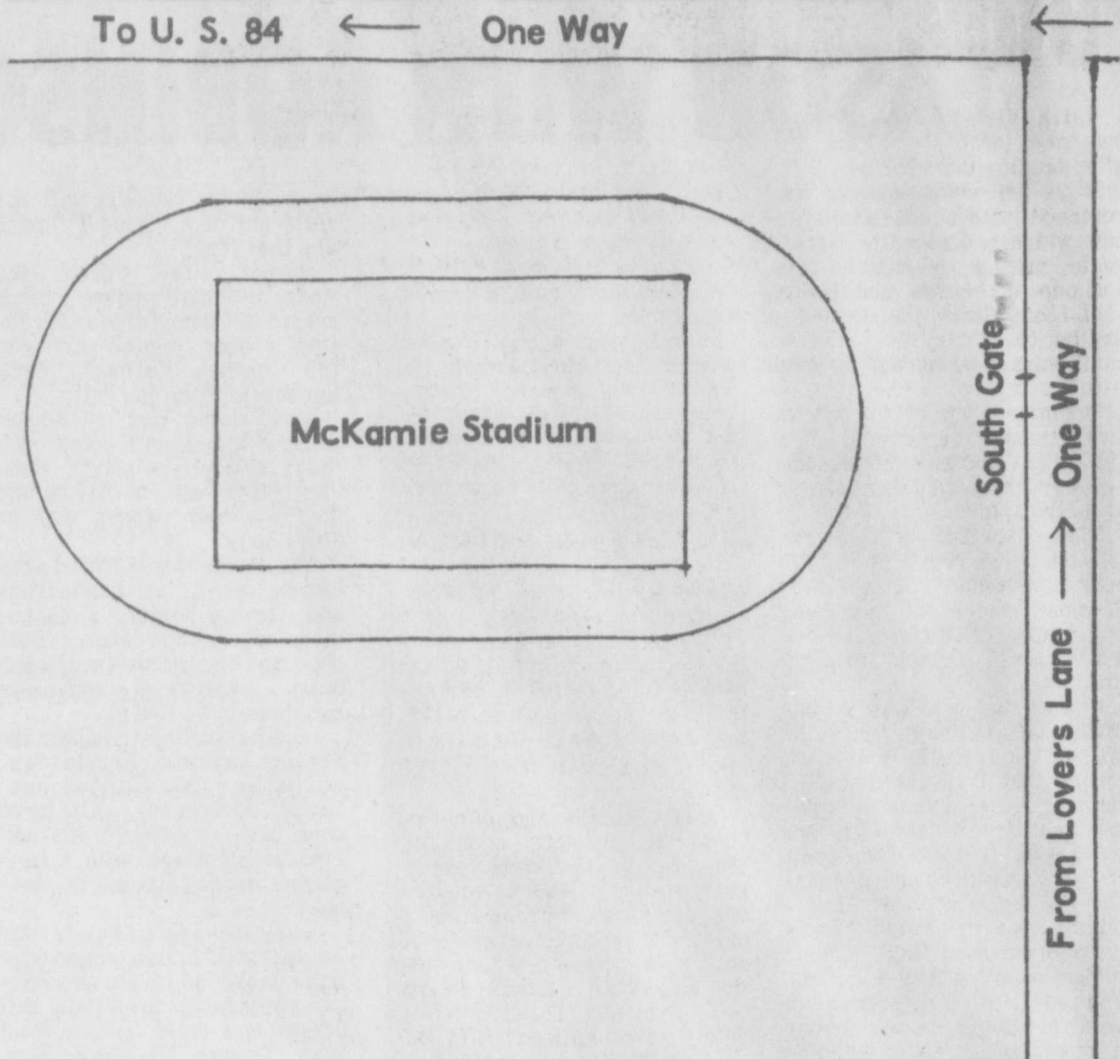 To U. S. 84 ← One Way
←
McKamie Stadium
South Gate
From Lovers Lane → One Way